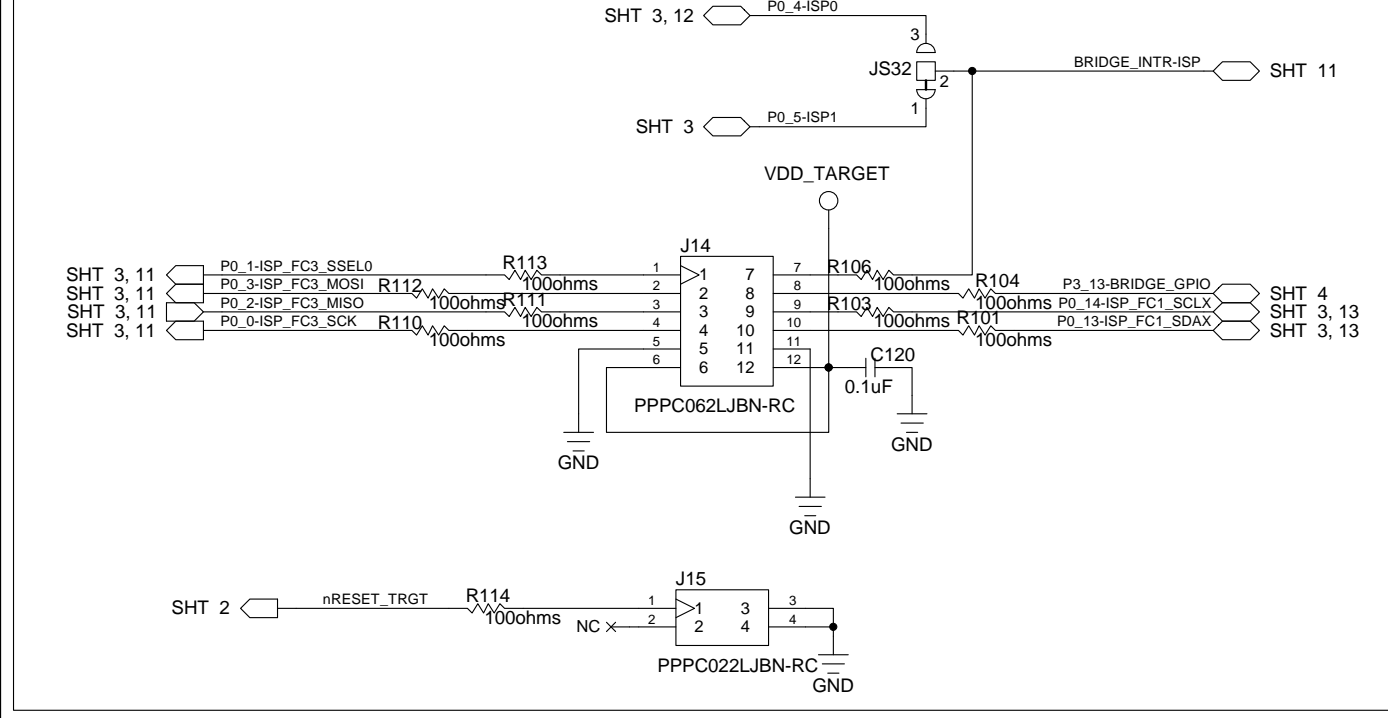 SHT 3, 12 P0_4-ISP0
3
JS32 2 BRIDGE_INTR-ISP SHT 11
1
SHT 3 P0_5-ISP1
VDD_TARGET
J14
SHT 3, 11 P0_1-ISP_FC3_SSEL0 R113 100ohms 1 1 7 7 R106 100ohms
SHT 3, 11 P0_3-ISP_FC3_MOSI R112 100ohms 2 2 8 8 R104 100ohms P3_13-BRIDGE_GPIO SHT 4
SHT 3, 11 P0_2-ISP_FC3_MISO R111 100ohms 3 3 9 9 R103 100ohms P0_14-ISP_FC1_SCLX SHT 3, 13
SHT 3, 11 P0_0-ISP_FC3_SCK R110 100ohms 4 4 10 10 R101 100ohms P0_13-ISP_FC1_SDAX SHT 3, 13
5 5 11 11
6 6 12 12 C120
0.1uF
PPPC062LJBN-RC
GND
GND
GND
J15
SHT 2 nRESET_TRGT R114 100ohms 1 1 3 3
NC 2 2 4 4
PPPC022LJBN-RC
GND